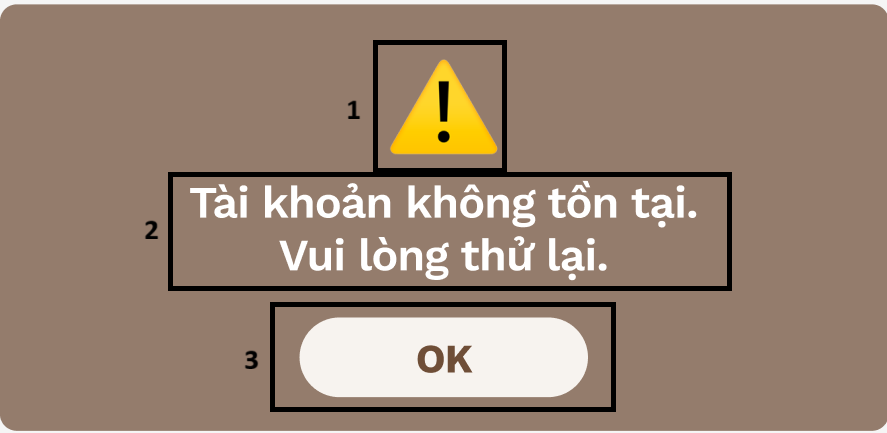 1
2
Tài khoản không tồn tại.
Vui lòng thử lại.
3
OK